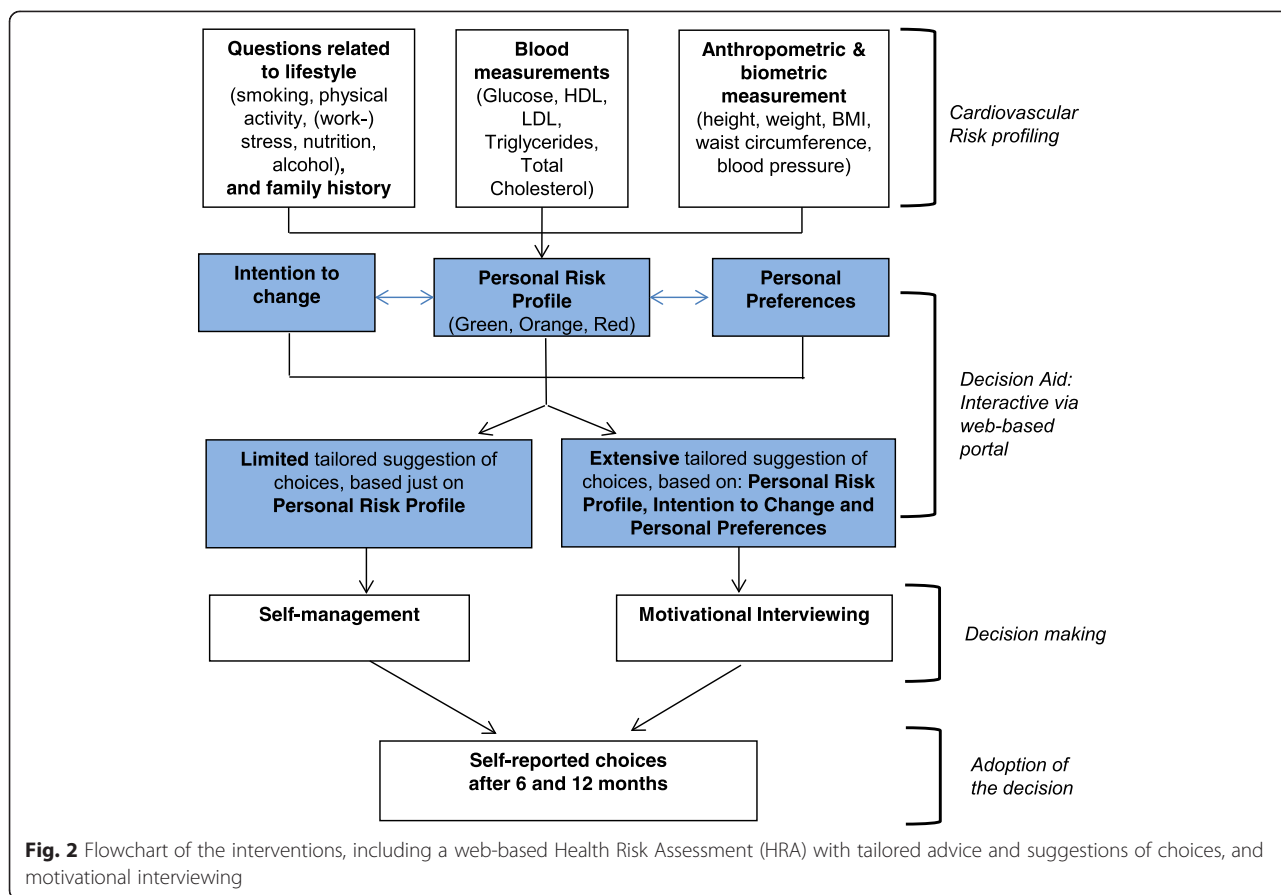 Questions related
to lifestyle
(smoking, physical
activity, (work-)
stress, nutrition,
alcohol),
and family history
Blood
measurements
(Glucose, HDL,
LDL,
Triglycerides,
Total
Cholesterol)
Anthropometric &
biometric
measurement
(height, weight, BMI,
waist circumference,
blood pressure)
Cardiovascular
Risk profiling
Intention to
change
Personal Risk
Profile
(Green, Orange, Red)
Personal
Preferences
Decision Aid:
Interactive via
web-based
portal
Limited tailored suggestion of
choices, based just on
Personal Risk Profile
Extensive tailored suggestion of
choices, based on: Personal Risk
Profile, Intention to Change and
Personal Preferences
Self-management
Motivational Interviewing
Decision making
Self-reported choices
after 6 and 12 months
Adoption of
the decision
Fig. 2 Flowchart of the interventions, including a web-based Health Risk Assessment (HRA) with tailored advice and suggestions of choices, and
motivational interviewing